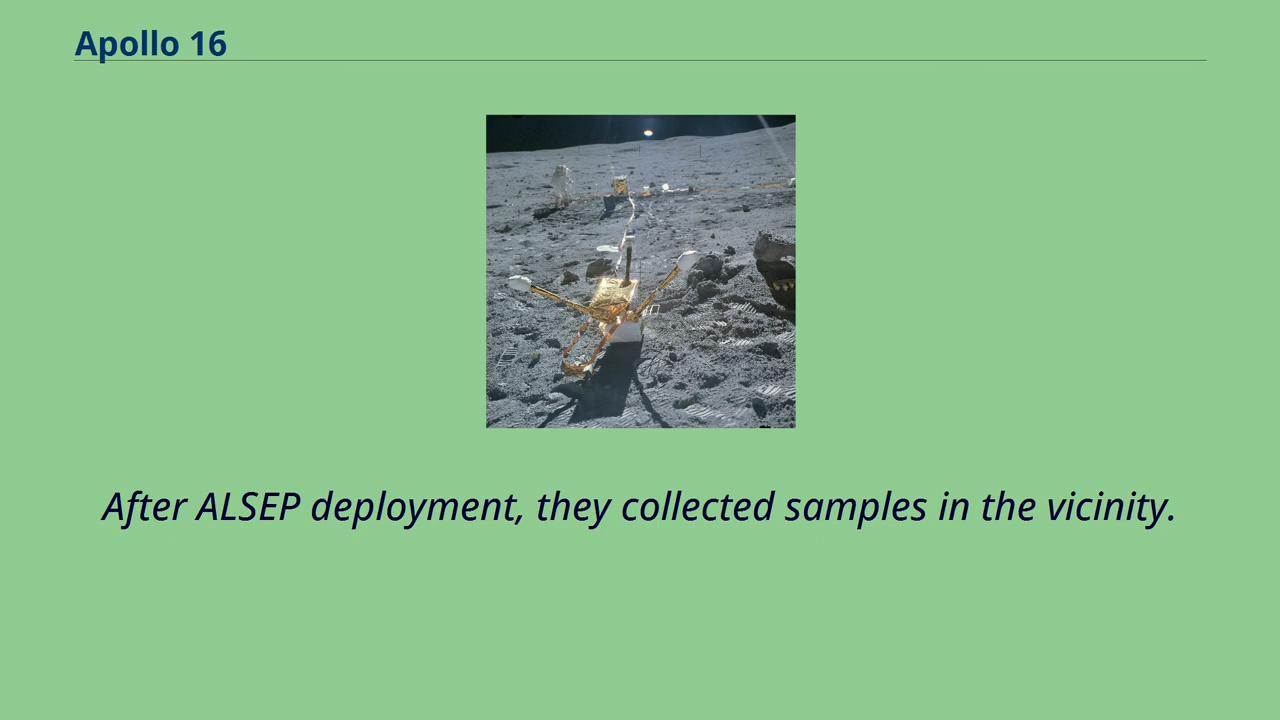 Apollo 16
After ALSEP deployment, they collected samples in the vicinity.